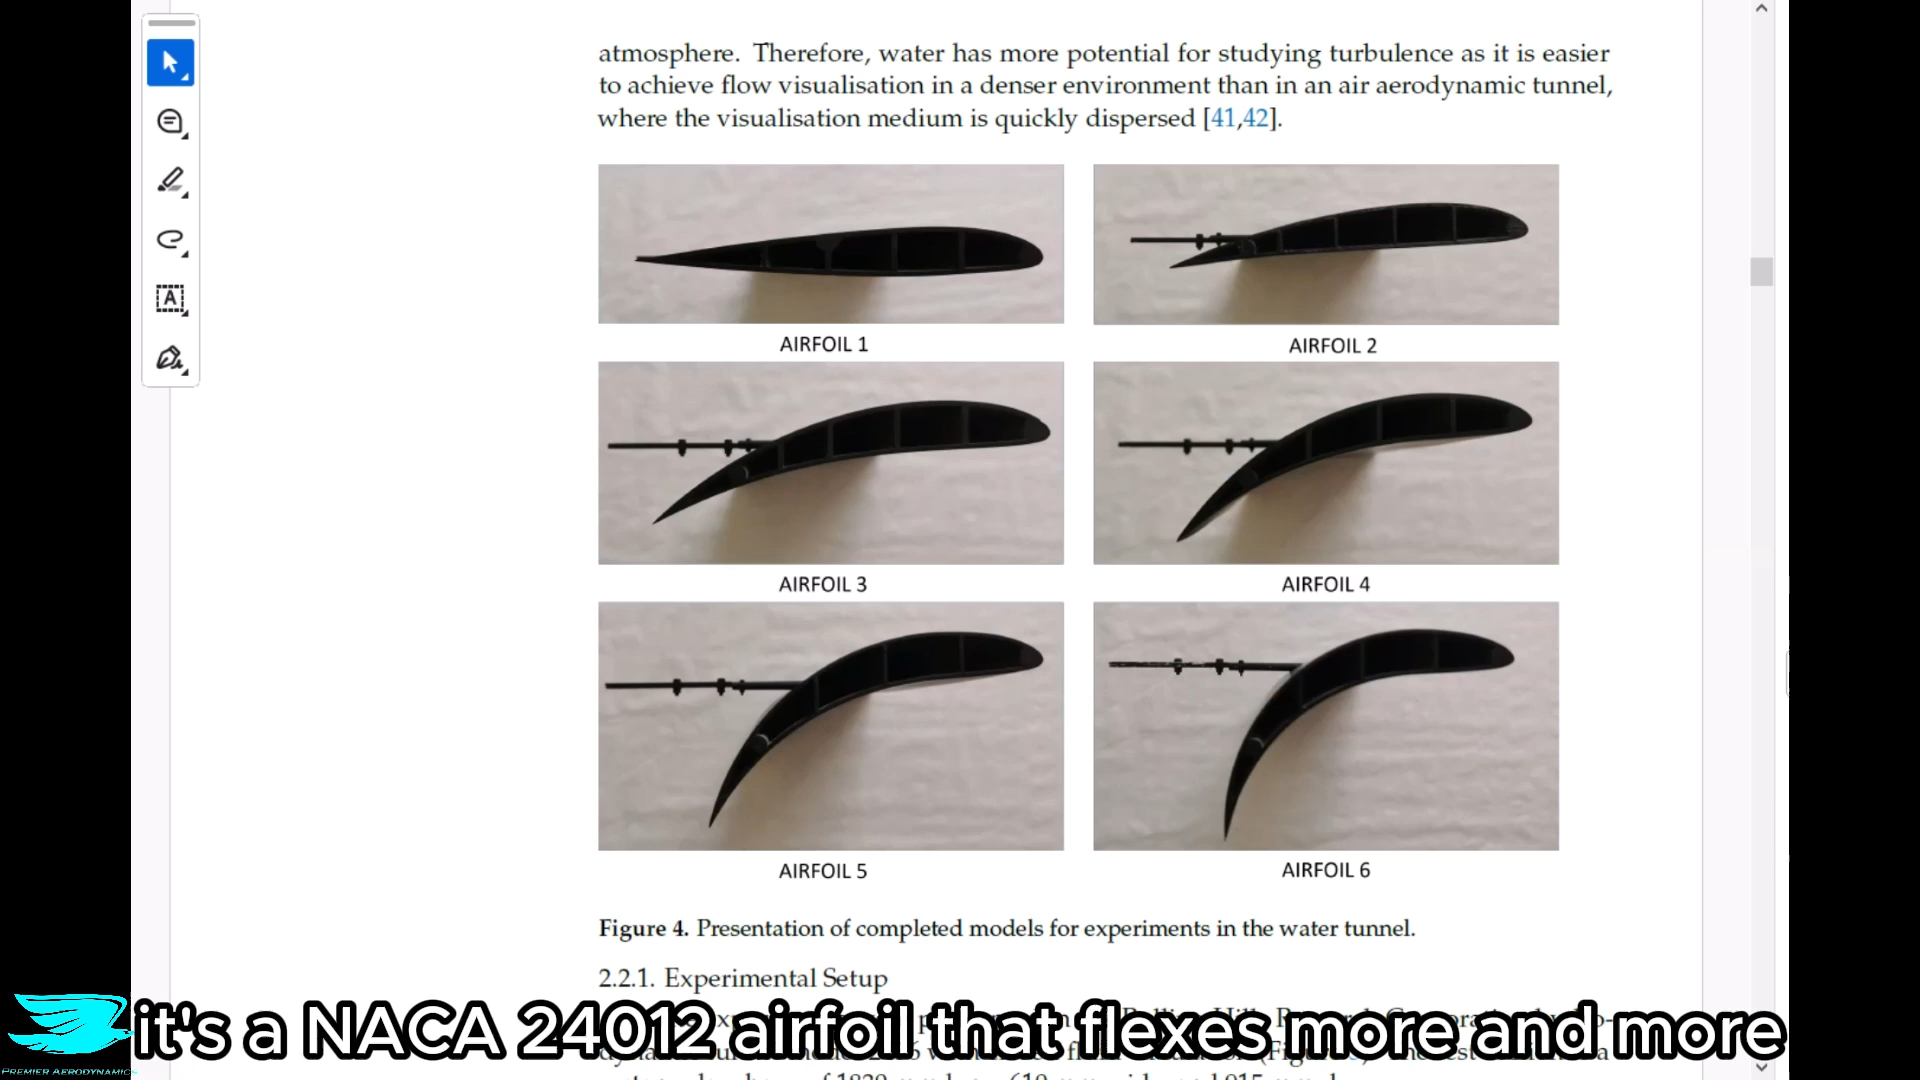 atmosphere. Therefore, water has more potential for studying turbulence as it is easier
to achieve flow visualisation in a denser environment than in an air aerodynamic tunnel,
where the visualisation medium is quickly dispersed [41,42].
AIRFOIL 1
AIRFOIL 2
AIRFOIL 3
AIRFOIL 4
AIRFOIL 5
AIRFOIL 6
Figure 4. Presentation of completed models for experiments in the water tunnel.
2.2.1. Experimental Setup
it's a NACA 24012 airfoil that flexes more and more
PREMIER AERODYNAMICS